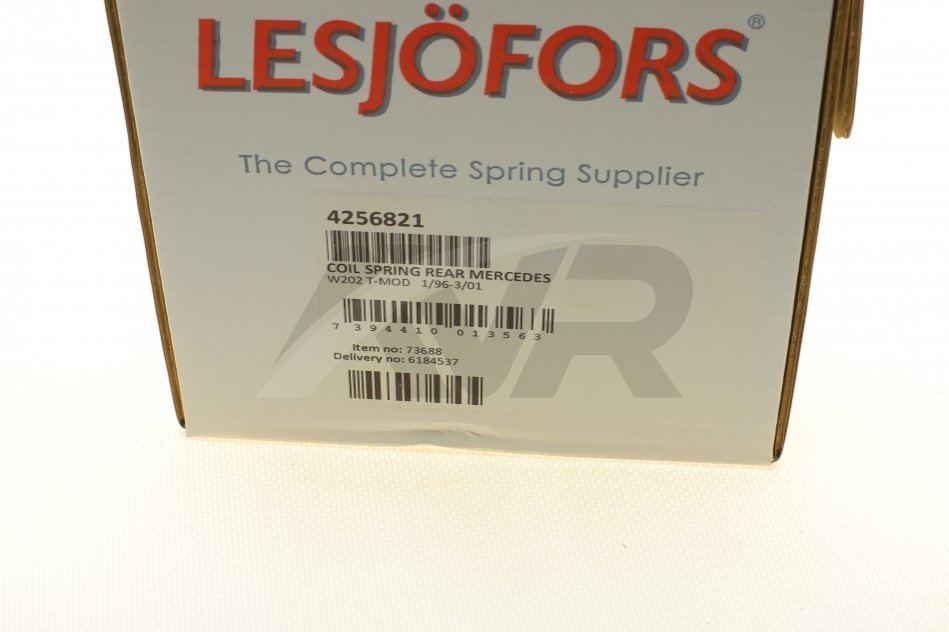 LESJÖFORS®
The Complete Spring Supplier
4256821
COIL SPRING REAR MERCEDES
W202 T-MOD 1/96-3/01
7 394410 013563
Item no: 73688
Delivery no: 6184537
AVR